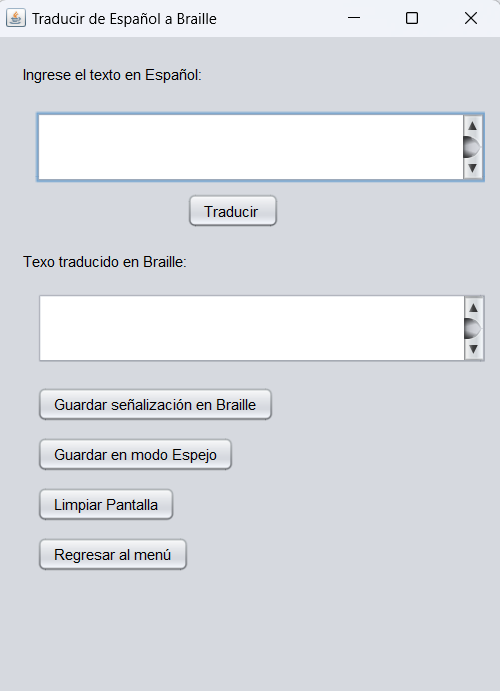 Traducir de Español a Braille
Ingrese el texto en Español:
Traducir
Texo traducido en Braille:
Guardar señalización en Braille
Guardar en modo Espejo
Limpiar Pantalla
Regresar al menú